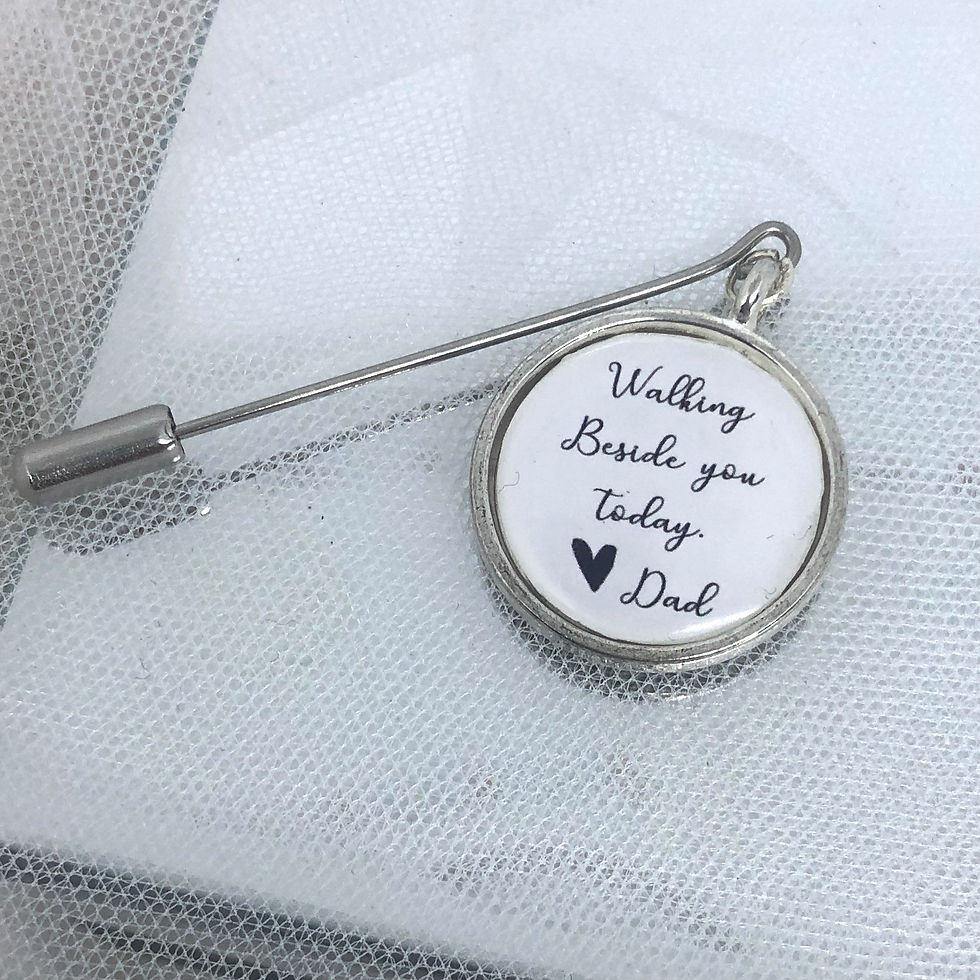 Walking
Beside you
today.
♥ Dad